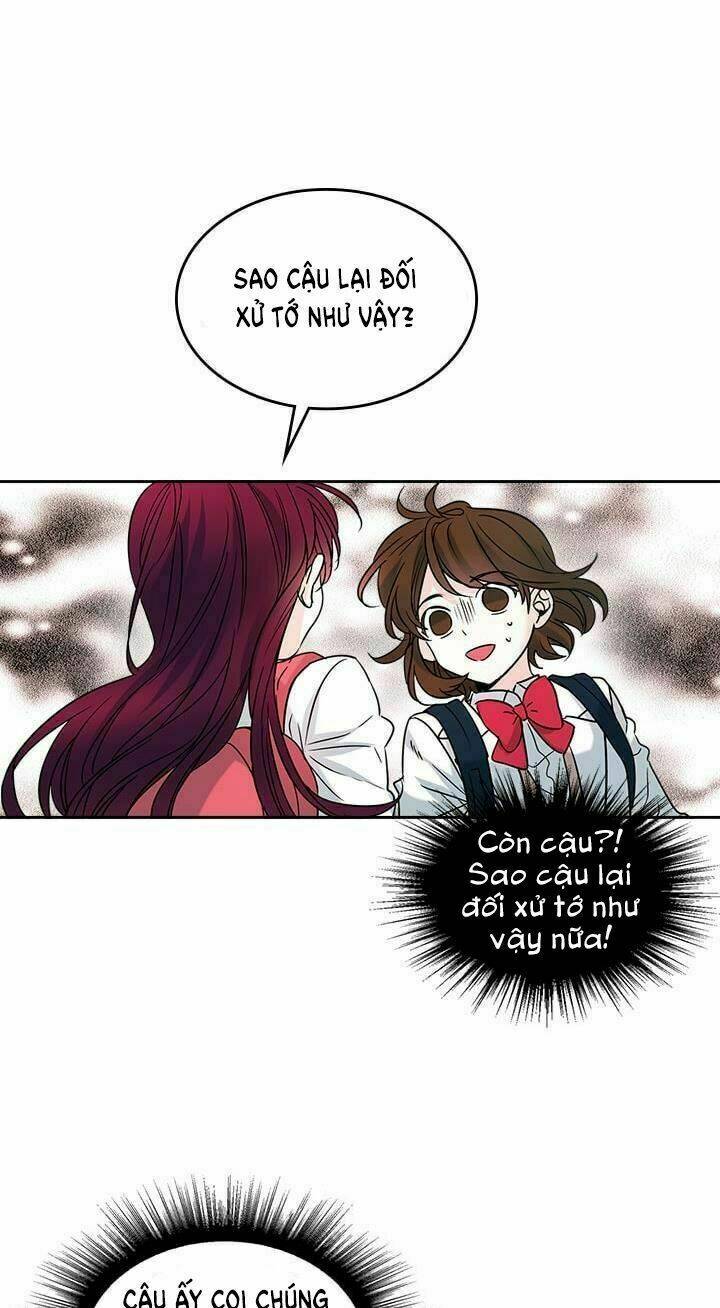 SAO CẬU LẠI ĐỐI
XỬ TỚ NHƯ VẬY?
Còn cậu?!
Sao cậu lại
đối xử tớ như
vậy nữa!
CẬU ẤY COI CHÚNG